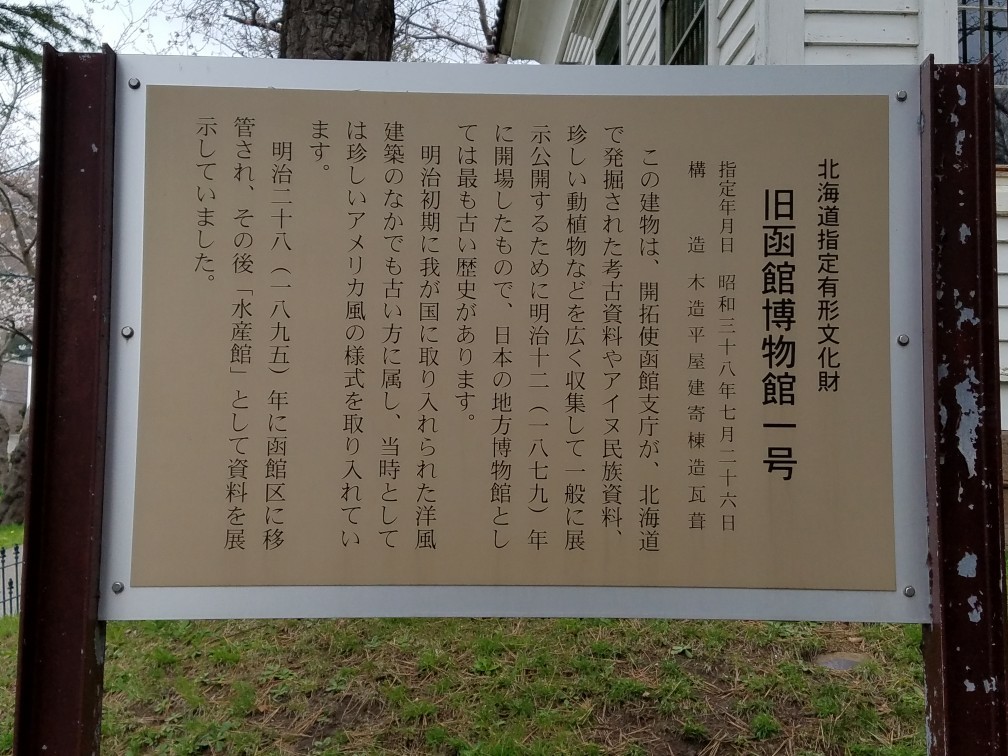 北海道指定有形文化財
旧函館博物館一号
指定年月日　昭和三十八年七月二十六日
構　　造　木造平屋建寄棟造瓦葺
　この建物は、開拓使函館支庁が、北海道
で発掘された考古資料やアイヌ民族資料、
珍しい動植物などを広く収集して一般に展
示公開するために明治十二（一八七九）年
に開場したもので、日本の地方博物館とし
ては最も古い歴史があります。
　明治初期に我が国に取り入れられた洋風
建築のなかでも古い方に属し、当時として
は珍しいアメリカ風の様式を取り入れてい
ます。
　明治二十八（一八九五）年に函館区に移
管され、その後「水産館」として資料を展
示していました。